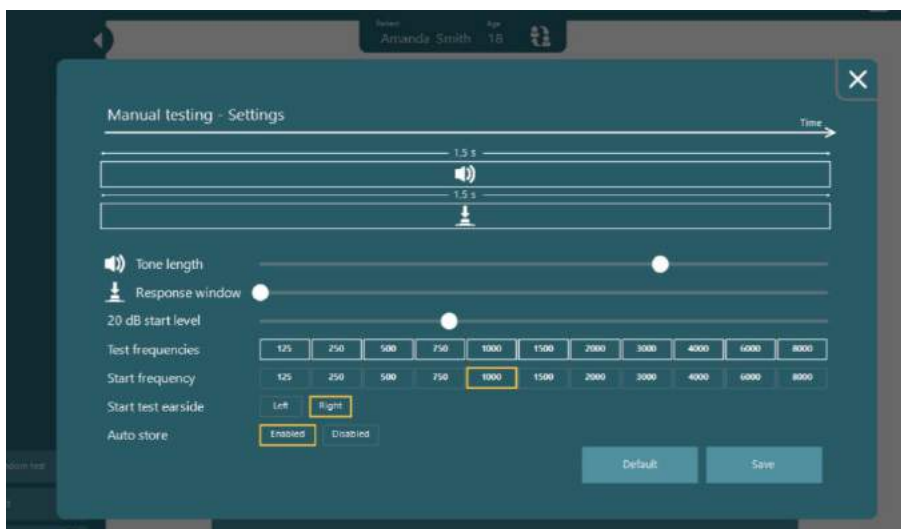 Patient Age
Amanda Smith 18
Manual testing - Settings
Time
1,5 s
1,5 s
Tone length
Response window
20 dB start level
Test frequencies 125 250 500 750 1000 1500 2000 3000 4000 6000 8000
Start frequency 125 250 500 750 1000 1500 2000 3000 4000 6000 8000
Start test earside Left Right
Auto store Enabled Disabled
test
Default Save